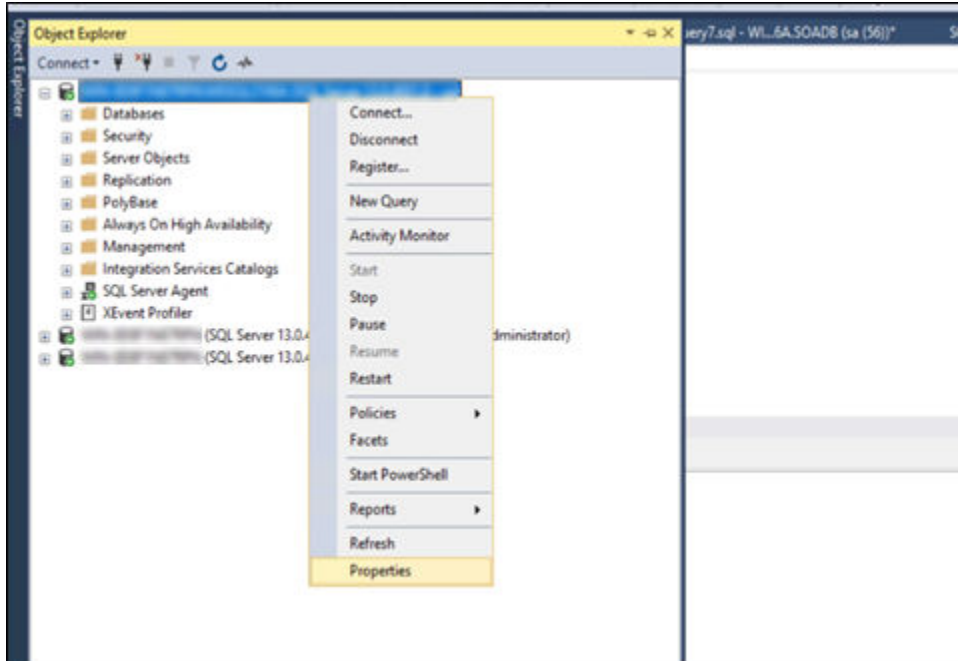 Object Explorer
Object Explorer
uery7.sql - WI...6A.SOADB (sa (56))*
Connect
Databases
Security
Server Objects
Replication
PolyBase
Always On High Availability
Management
Integration Services Catalogs
SQL Server Agent
XEvent Profiler
(SQL Server 13.0.4
dministrator)
(SQL Server 13.0.4
Connect...
Disconnect
Register...
New Query
Activity Monitor
Start
Stop
Pause
Resume
Restart
Policies
Facets
Start PowerShell
Reports
Refresh
Properties